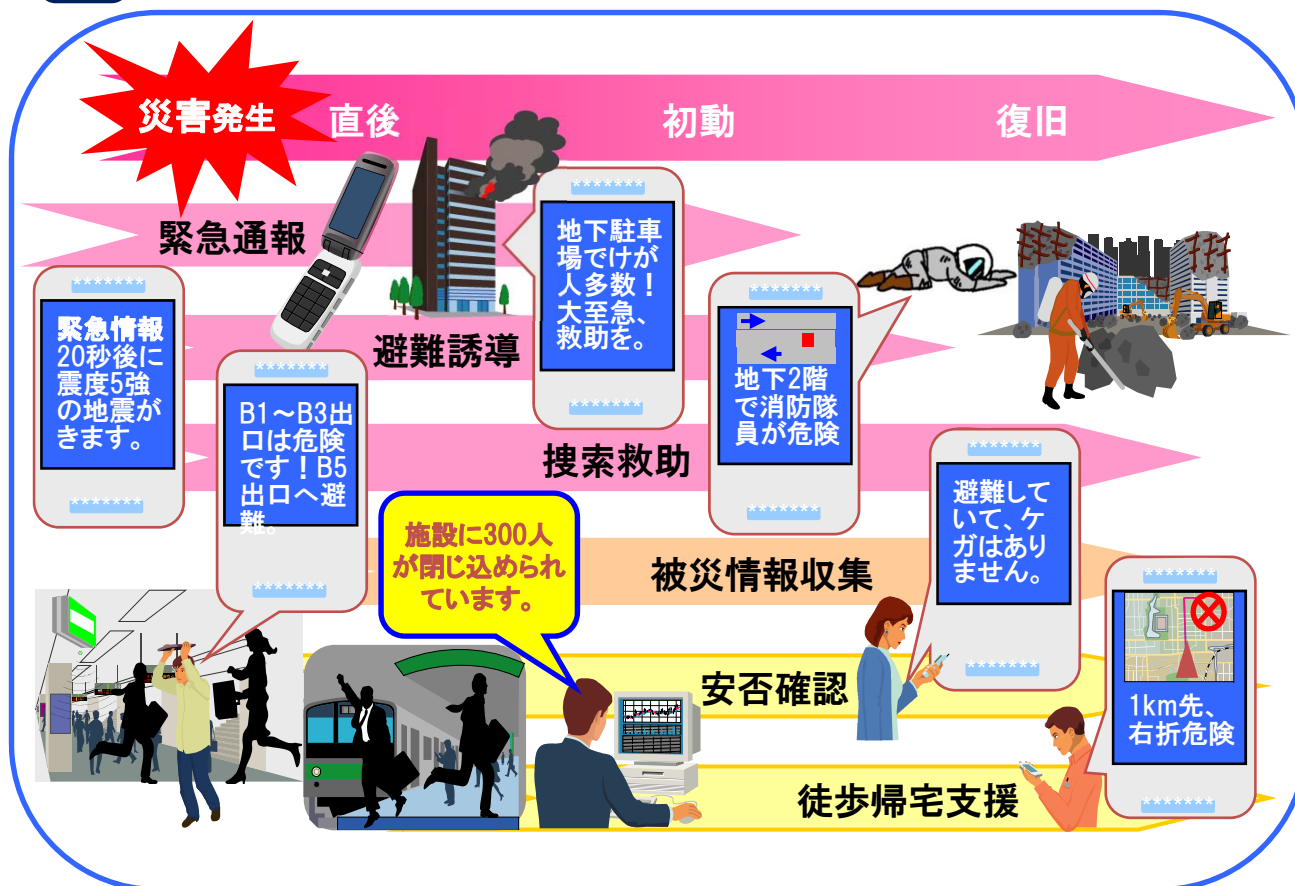 災害発生
直後
初動
復旧
緊急通報
避難誘導
捜索救助
被災情報収集
安否確認
徒歩帰宅支援
*******
緊急情報
20秒後に
震度5強
の地震が
きます。
*******
*******
B1～B3出
口は危険
です！B5
出口へ避
難。
*******
*******
地下駐車
場でけが
人多数！
大至急、
救助を。
*******
*******
地下2階
で消防隊
員が危険
*******
施設に300人
が閉じ込められ
ています。
*******
避難して
いて、ケ
ガはあり
ません。
*******
*******
1km先、
右折危険
*******